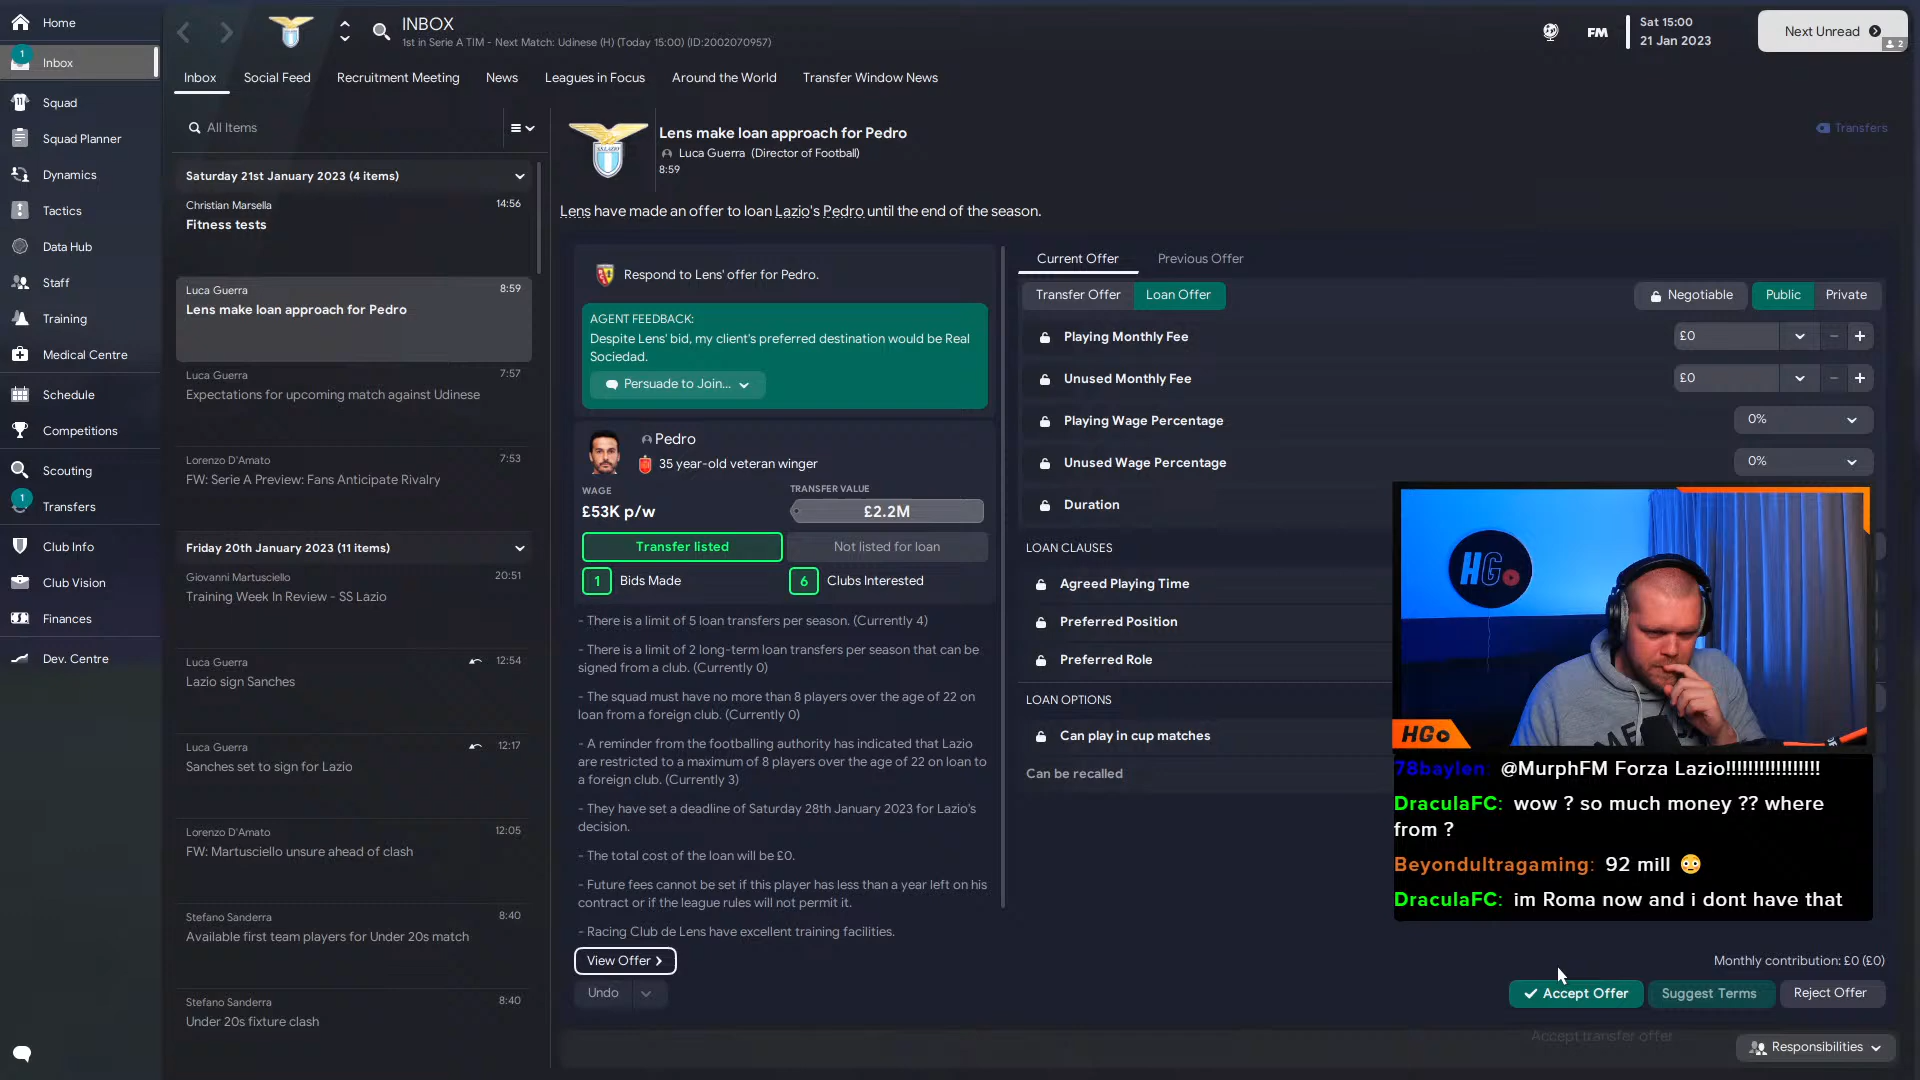 Home
1
Inbox
Squad
Squad Planner
Dynamics
Tactics
Data Hub
Staff
Training
Medical Centre
Schedule
Competitions
Scouting
1
Transfers
Club Info
Club Vision
Finances
Dev. Centre
INBOX
1st in Serie A TIM - Next Match: Udinese (H) (Today 15:00) (ID:2002070957)
FM
Sat 15:00
21 Jan 2023
Next Unread
2
Inbox
Social Feed
Recruitment Meeting
News
Leagues in Focus
Around the World
Transfer Window News
All Items
Saturday 21st January 2023 (4 items)
Christian Marsella 14:56
Fitness tests
Luca Guerra 8:59
Lens make loan approach for Pedro
Luca Guerra 7:57
Expectations for upcoming match against Udinese
Lorenzo D'Amato 7:53
FW: Serie A Preview: Fans Anticipate Rivalry
Friday 20th January 2023 (11 items)
Giovanni Martusciello 20:51
Training Week In Review - SS Lazio
Luca Guerra 12:54
Lazio sign Sanches
Luca Guerra 12:17
Sanches set to sign for Lazio
Lorenzo D'Amato 12:05
FW: Martusciello unsure ahead of clash
Stefano Sanderra 8:40
Available first team players for Under 20s match
Stefano Sanderra 8:40
Under 20s fixture clash
S.S.LAZIO
Lens make loan approach for Pedro
Luca Guerra (Director of Football)
8:59
Transfers
Lens have made an offer to loan Lazio's Pedro until the end of the season.
Respond to Lens' offer for Pedro.
AGENT FEEDBACK:
Despite Lens' bid, my client's preferred destination would be Real
Sociedad.
Persuade to Join...
Pedro
35 year-old veteran winger
WAGE
£53K p/w
TRANSFER VALUE
£2.2M
Transfer listed
Not listed for loan
1 Bids Made
6 Clubs Interested
- There is a limit of 5 loan transfers per season. (Currently 4)
- There is a limit of 2 long-term loan transfers per season that can be
signed from a club. (Currently 0)
- The squad must have no more than 8 players over the age of 22 on
loan from a foreign club. (Currently 0)
- A reminder from the footballing authority has indicated that Lazio
are restricted to a maximum of 8 players over the age of 22 on loan to
a foreign club. (Currently 3)
- They have set a deadline of Saturday 28th January 2023 for Lazio's
decision.
- The total cost of the loan will be £0.
- Future fees cannot be set if this player has less than a year left on his
contract or if the league rules will not permit it.
- Racing Club de Lens have excellent training facilities.
View Offer
Undo
Current Offer
Previous Offer
Transfer Offer
Loan Offer
Negotiable
Public
Private
Playing Monthly Fee £0
Unused Monthly Fee £0
Playing Wage Percentage 0%
Unused Wage Percentage 0%
Duration
LOAN CLAUSES
Agreed Playing Time
Preferred Position
Preferred Role
LOAN OPTIONS
Can play in cup matches
Can be recalled
HG
HG
78baylen: @MurphFM Forza Lazio!!!!!!!!!!!!!!!!!
DraculaFC: wow ? so much money ?? where
from ?
Beyondultragaming: 92 mill 😳
DraculaFC: im Roma now and i dont have that
Monthly contribution: £0 (£0)
Accept Offer
Suggest Terms
Reject Offer
Accept transfer offer
Responsibilities